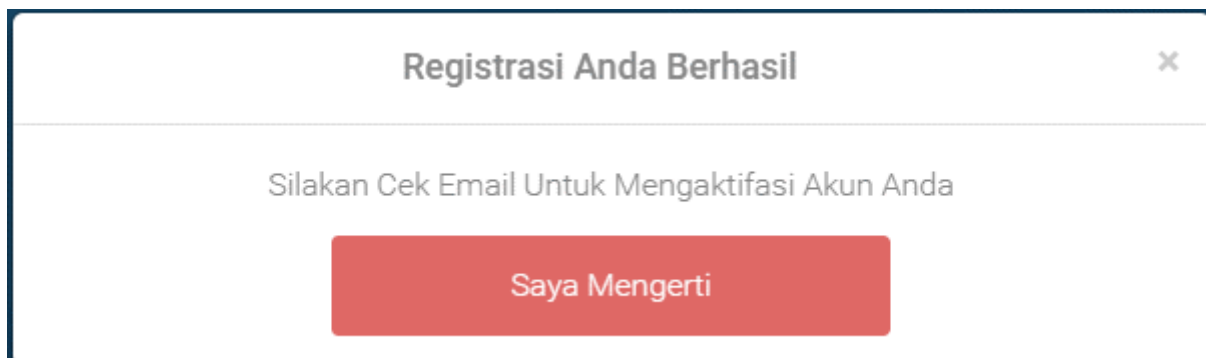 Registrasi Anda Berhasil ×
Silakan Cek Email Untuk Mengaktifasi Akun Anda
Saya Mengerti